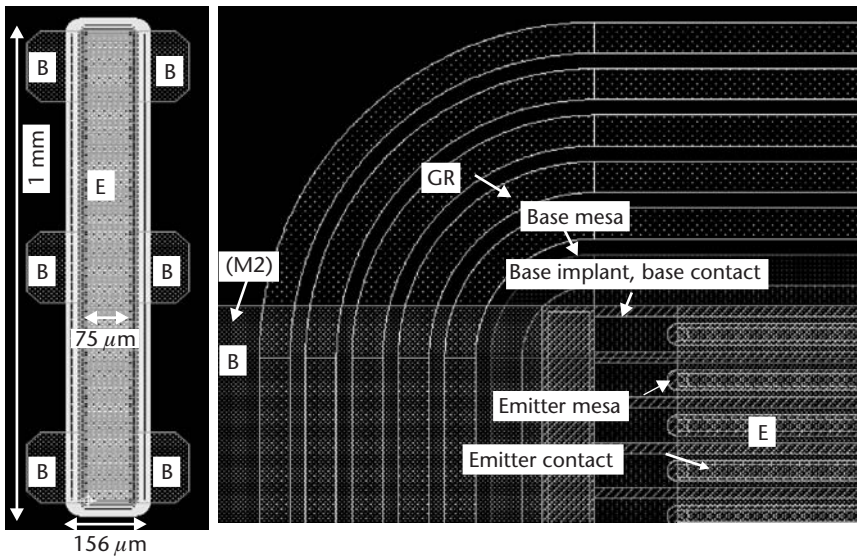 B
B
1 mm
E
B
B
75 μm
B
B
156 μm
GR
Base mesa
(M2)
Base implant, base contact
B
Emitter mesa
E
Emitter contact